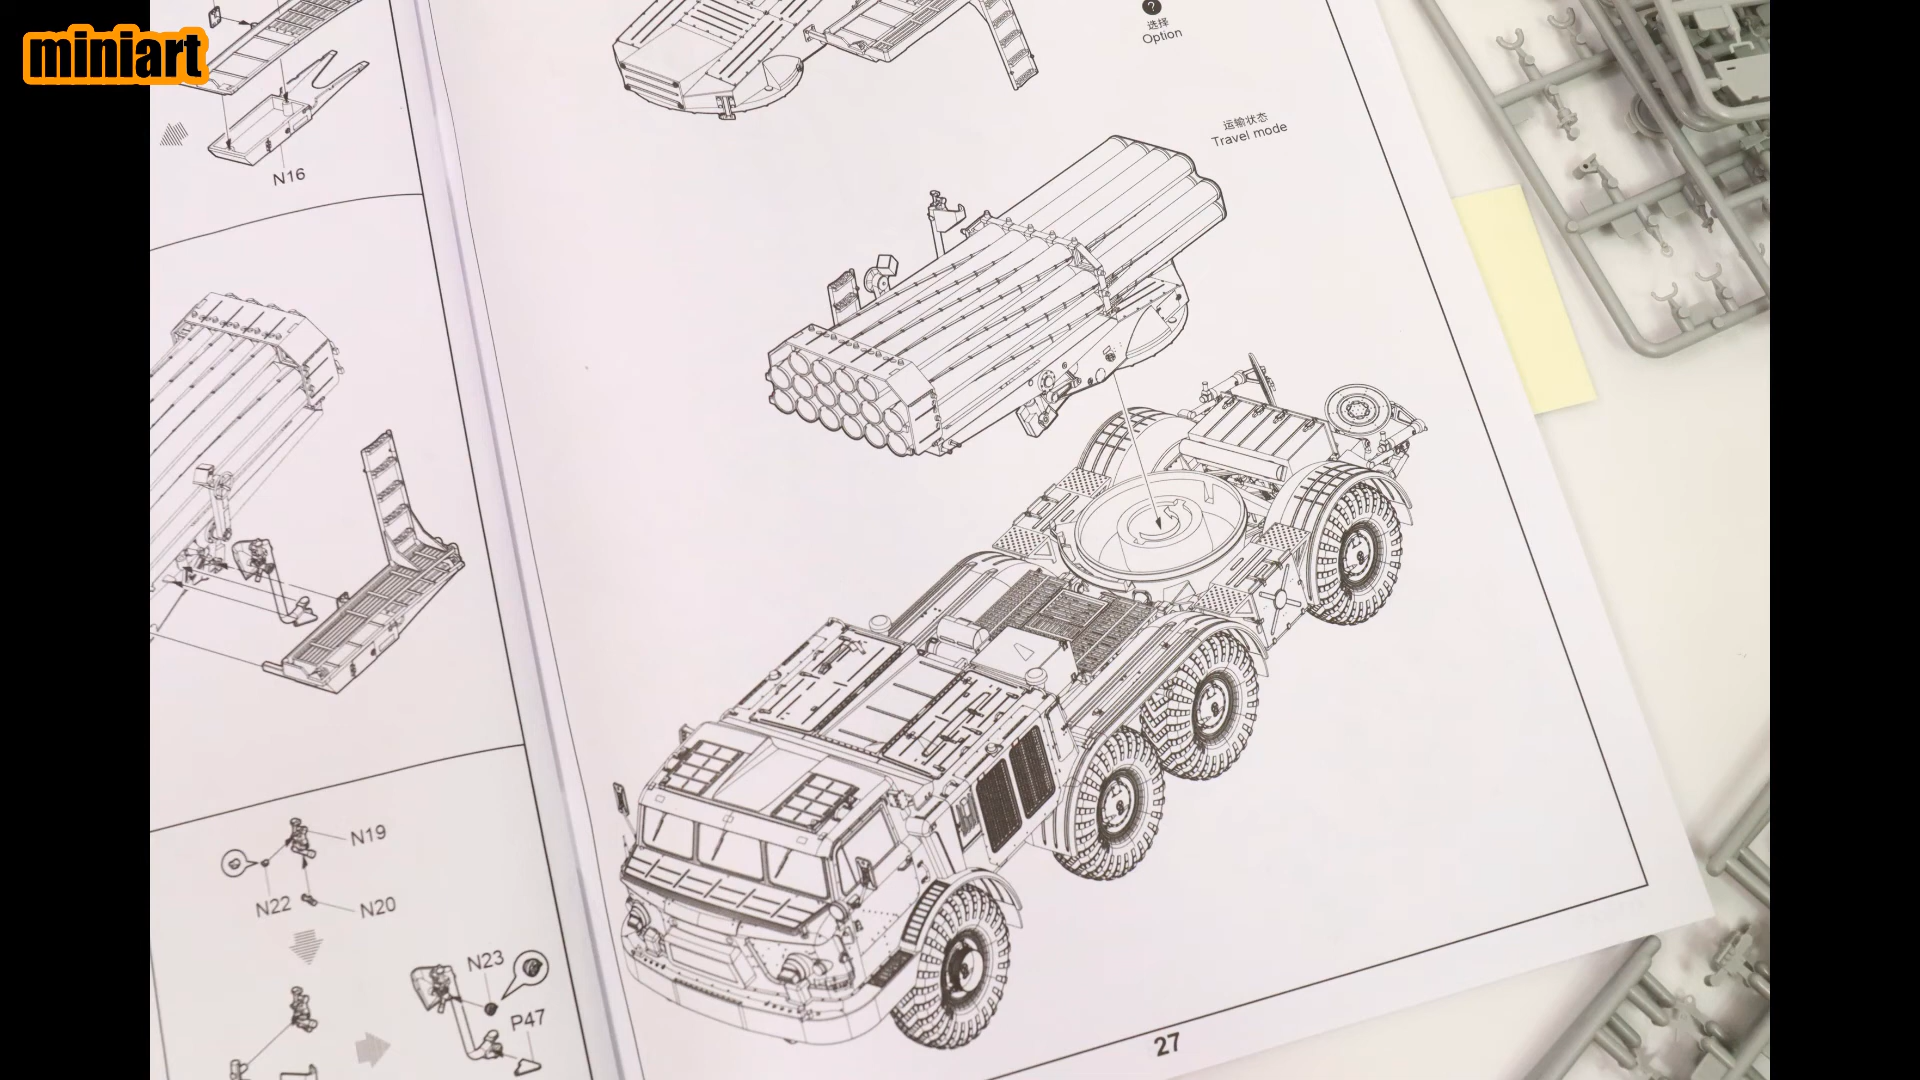 miniart
N16
N19
N22
N20
N23
P47
?
选择
Option
运输状态
Travel mode
27